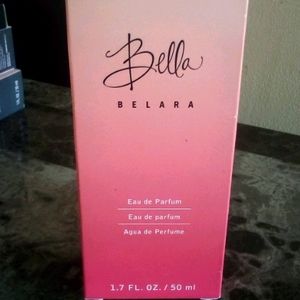 Bella
BELARA
Eau de Parfum
Eau de parfum
Agua de Perfume
1.7 FL. OZ. / 50 ml